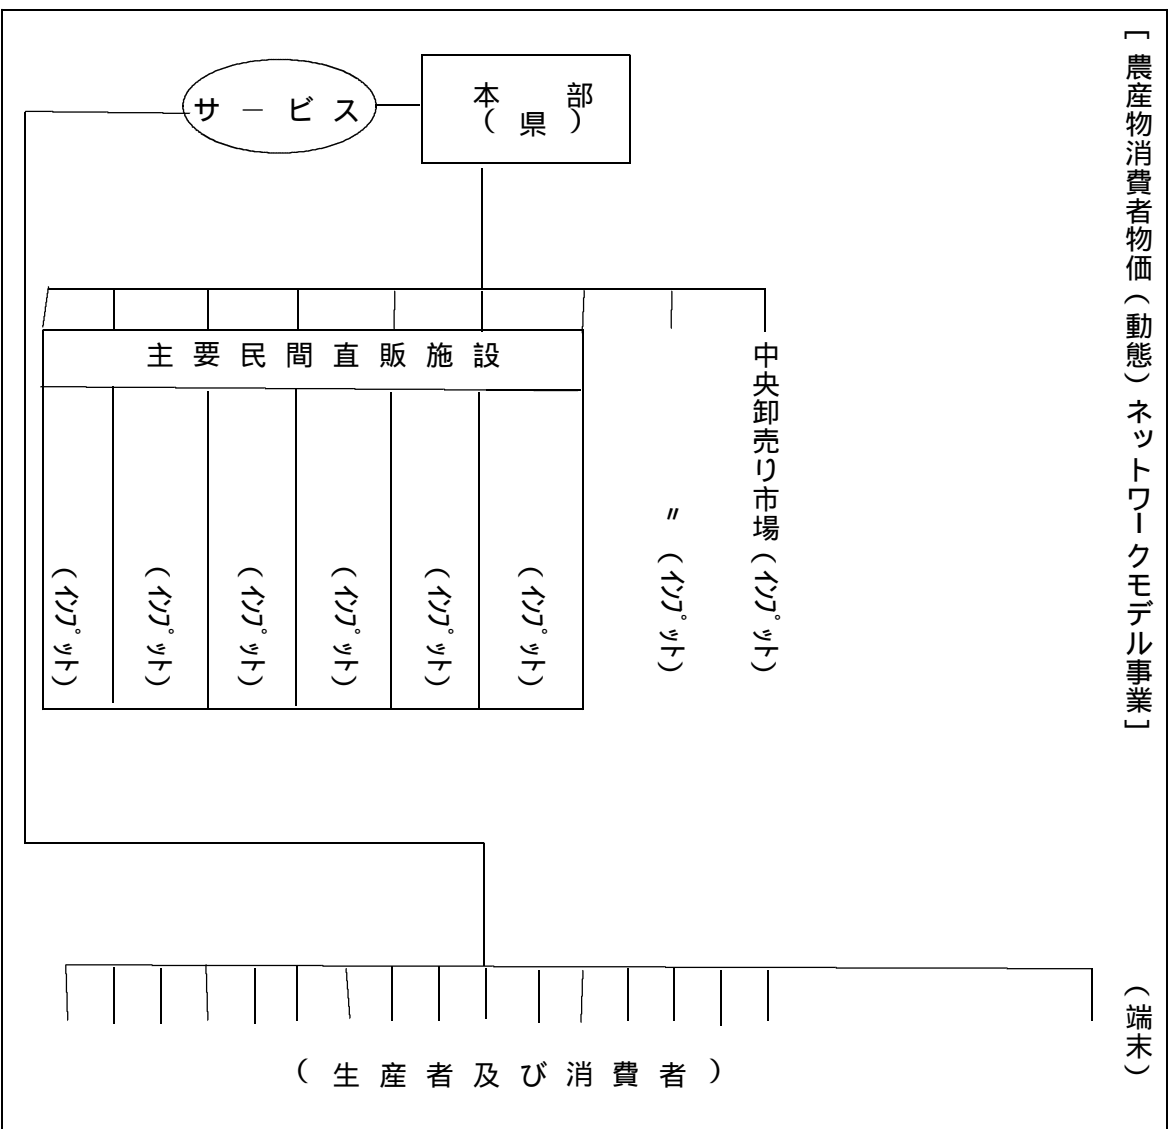 [農産物消費者物価(動態)ネットワークモデル事業]
サービス
本部
(県)
中央卸売り市場(インプット)
〃(インプット)
主要民間直販施設
(インプット)
(インプット)
(インプット)
(インプット)
(インプット)
(インプット)
(端末)
(生産者及び消費者)